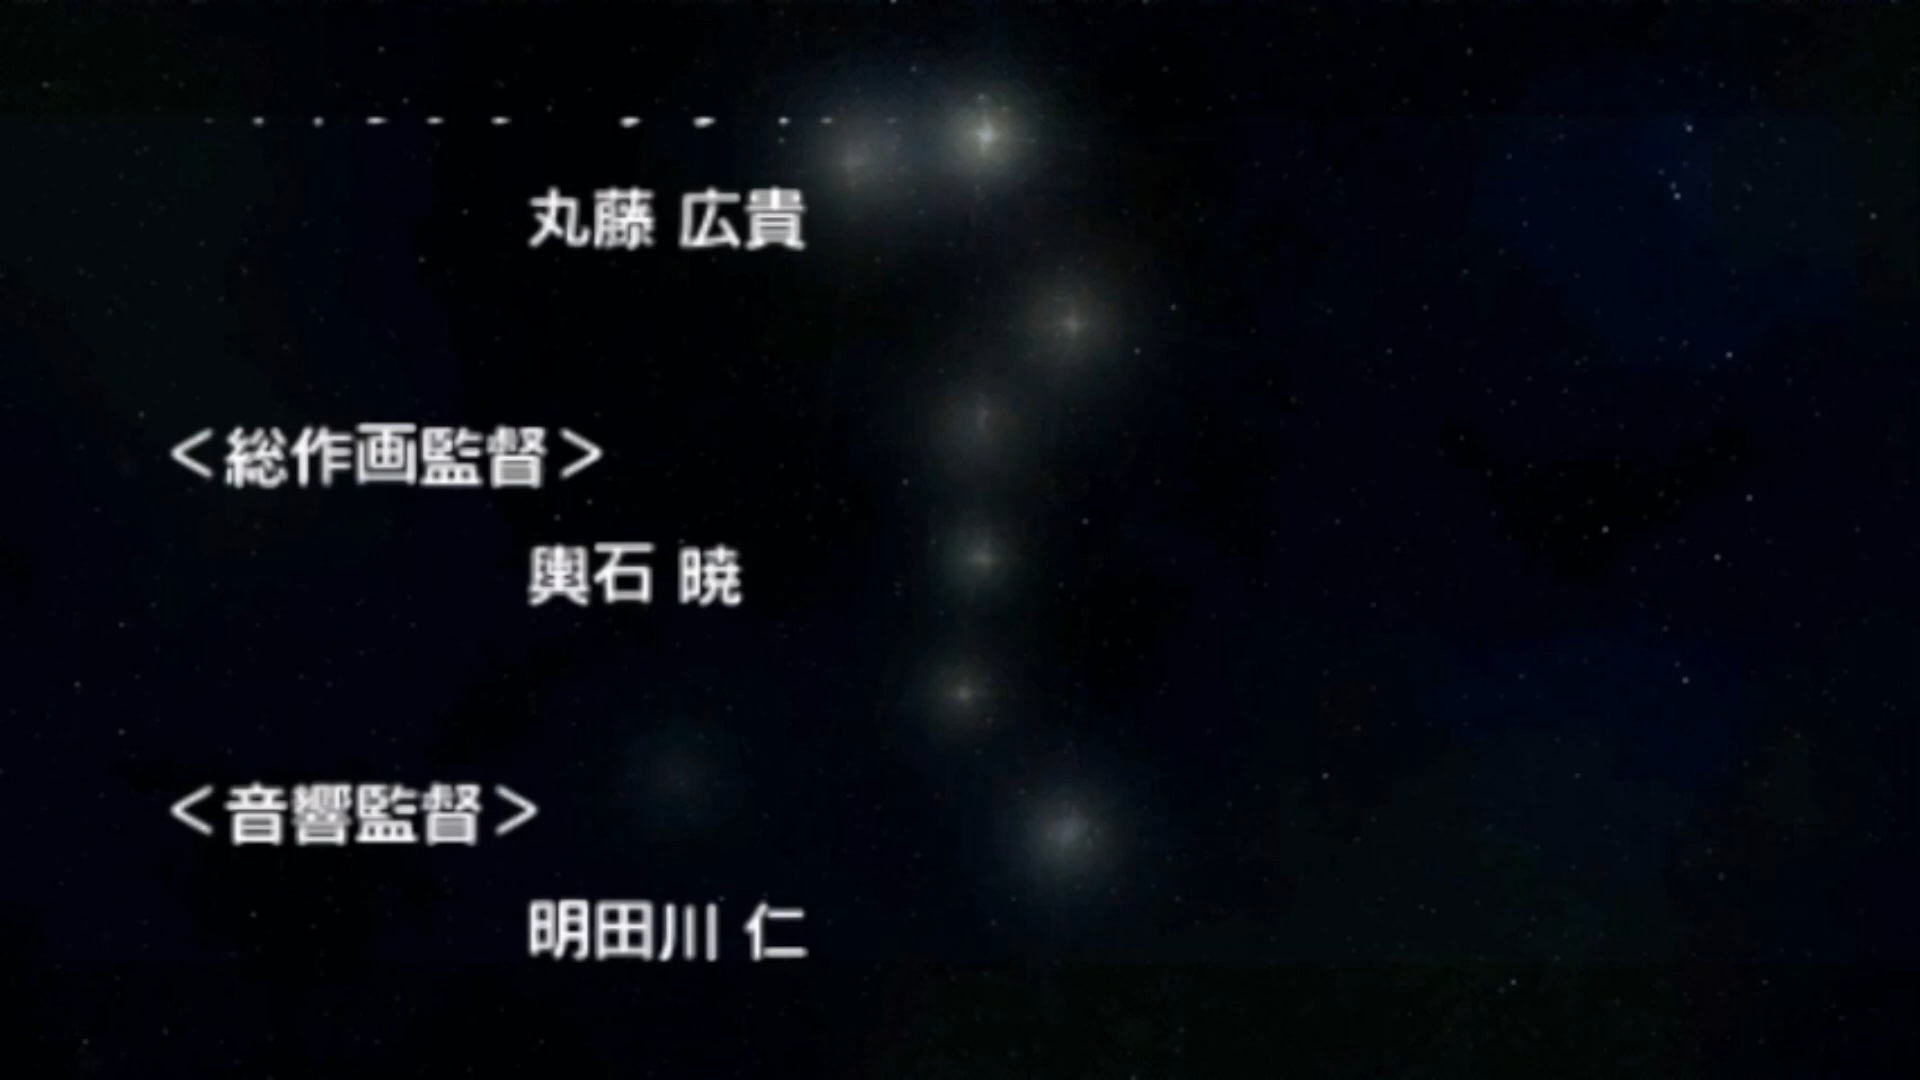 丸藤 広貴
＜総作画監督＞
輿石 暁
＜音響監督＞
明田川 仁